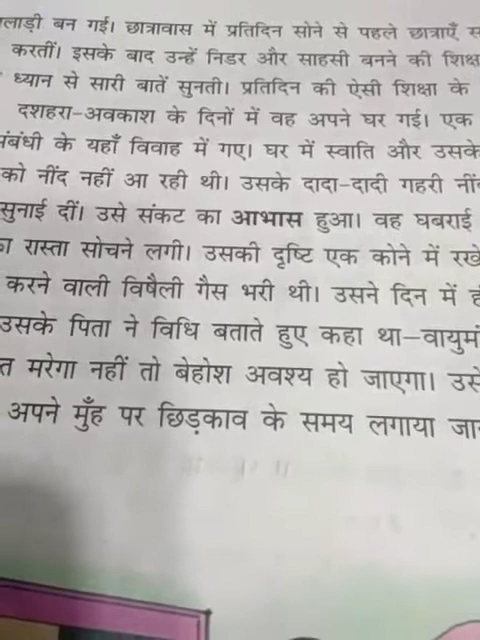 लाड़ी बन गई। छात्रावास में प्रतिदिन सोने से पहले छात्राएँ स
करतीं। इसके बाद उन्हें निडर और साहसी बनने की शिक्षा
ध्यान से सारी बातें सुनती। प्रतिदिन की ऐसी शिक्षा के
दशहरा-अवकाश के दिनों में वह अपने घर गई। एक
संबंधी के यहाँ विवाह में गए। घर में स्वाति और उसके
को नींद नहीं आ रही थी। उसके दादा-दादी गहरी नीं
सुनाई दीं। उसे संकट का आभास हुआ। वह घबराई
का रास्ता सोचने लगी। उसकी दृष्टि एक कोने में रखे
करने वाली विषैली गैस भरी थी। उसने दिन में ह
उसके पिता ने विधि बताते हुए कहा था-वायुमं
त मरेगा नहीं तो बेहोश अवश्य हो जाएगा। उसे
अपने मुँह पर छिड़काव के समय लगाया जा